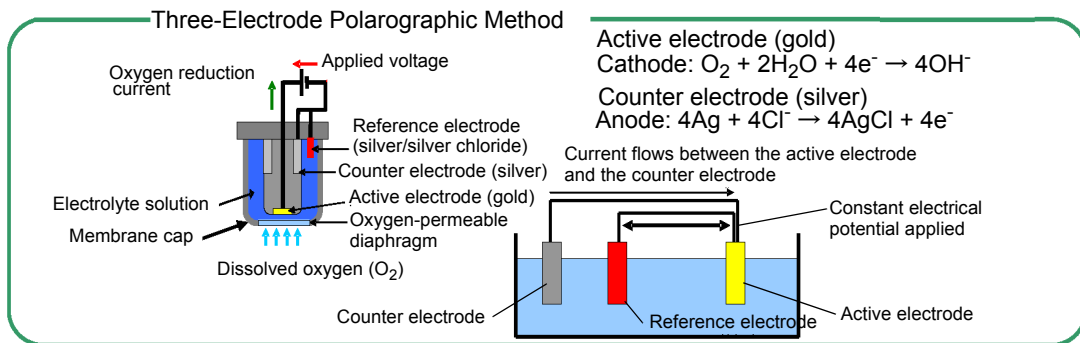 Three-Electrode Polarographic Method
Oxygen reduction
current
Applied voltage
Reference electrode
(silver/silver chloride)
Counter electrode (silver)
Active electrode (gold)
Electrolyte solution
Oxygen-permeable
diaphragm
Membrane cap
Dissolved oxygen (O₂)
Active electrode (gold)
Cathode: O₂ + 2H₂O + 4e⁻ → 4OH⁻
Counter electrode (silver)
Anode: 4Ag + 4Cl⁻ → 4AgCl + 4e⁻
Current flows between the active electrode
and the counter electrode
Constant electrical
potential applied
Counter electrode
Reference electrode
Active electrode